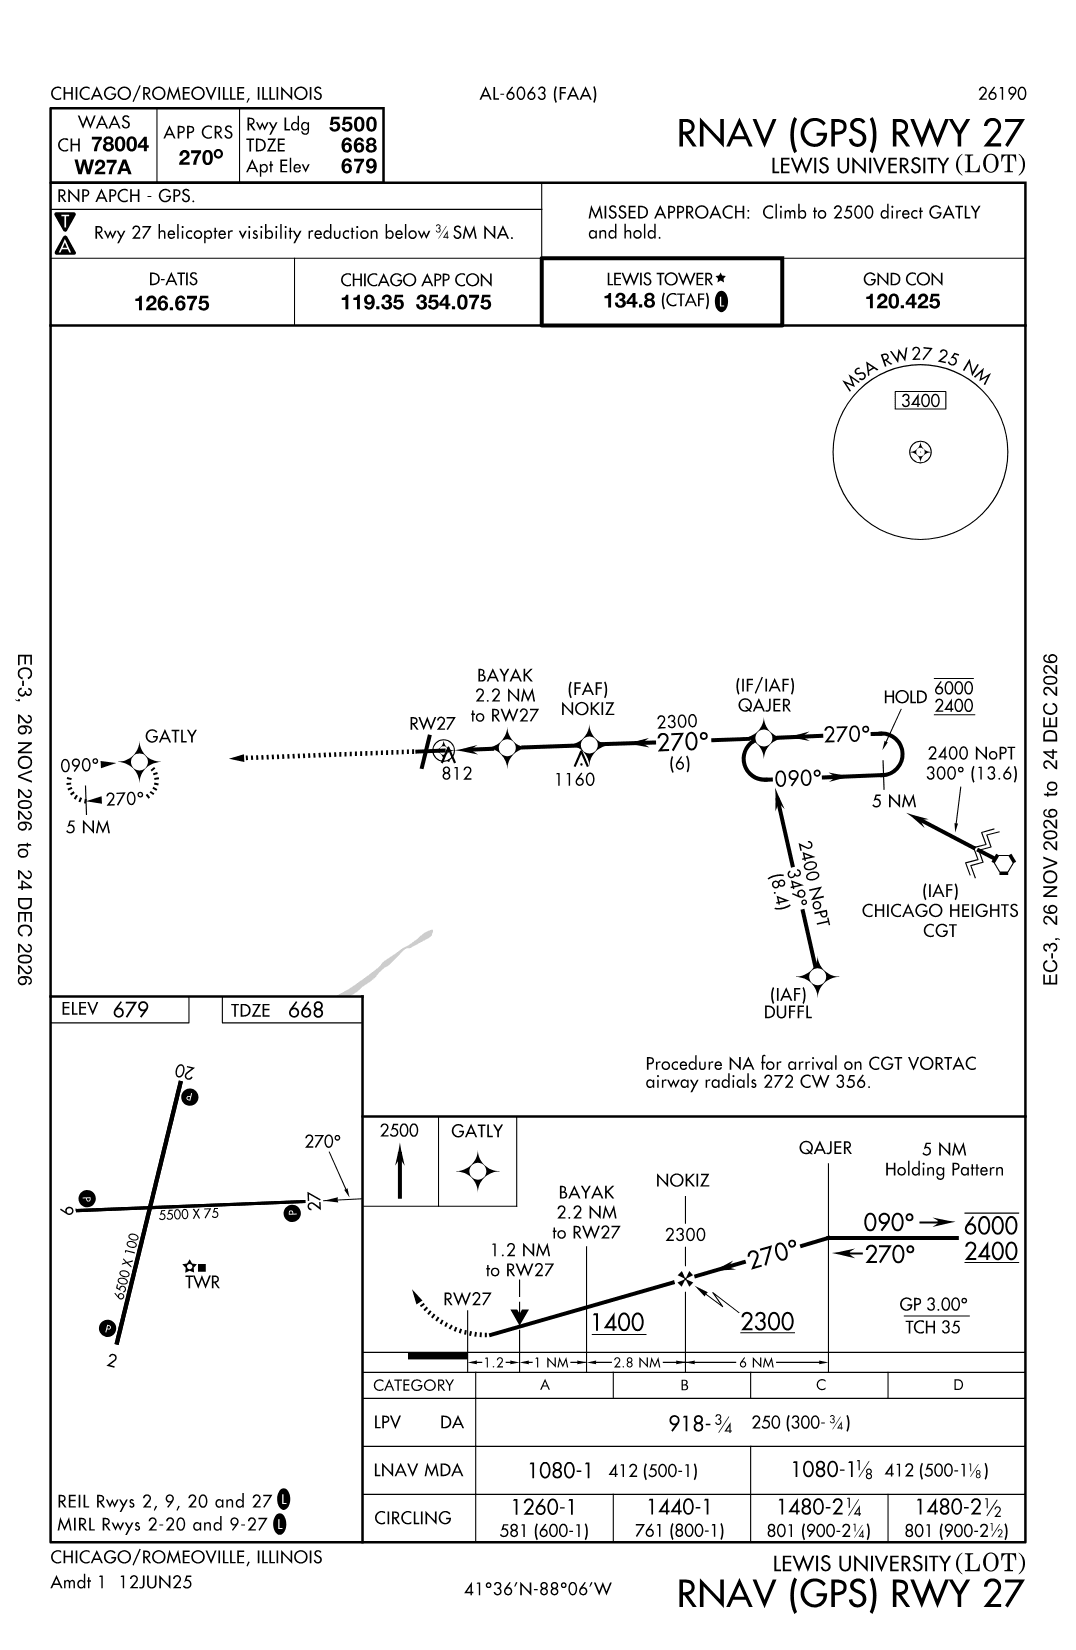 CHICAGO/ROMEOVILLE, ILLINOIS
AL-6063 (FAA)
26190
WAAS
CH 78004
W27A
APP CRS
270°
Rwy Ldg 5500
TDZE 668
Apt Elev 679
RNAV (GPS) RWY 27
LEWIS UNIVERSITY (LOT)
RNP APCH - GPS.
T
A
Rwy 27 helicopter visibility reduction below ¾ SM NA.
MISSED APPROACH: Climb to 2500 direct GATLY
and hold.
D-ATIS
126.675
CHICAGO APP CON
119.35 354.075
LEWIS TOWER★
134.8 (CTAF) L
GND CON
120.425
MSA RW27 25 NM
3400
EC-3, 26 NOV 2026 to 24 DEC 2026
EC-3, 26 NOV 2026 to 24 DEC 2026
GATLY
090°
270°
5 NM
RW27
812
BAYAK
2.2 NM
to RW27
(FAF)
NOKIZ
1160
2300
270°
(6)
(IF/IAF)
QAJER
HOLD
6000
2400
270°
090°
5 NM
2400 NoPT
300° (13.6)
(IAF)
CHICAGO HEIGHTS
CGT
2400 NoPT
349°
(8.4)
(IAF)
DUFFL
Procedure NA for arrival on CGT VORTAC
airway radials 272 CW 356.
ELEV 679
TDZE 668
20
P
270°
9
P
27
P
5500 X 75
6500 X 100
TWR
P
2
REIL Rwys 2, 9, 20 and 27 L
MIRL Rwys 2-20 and 9-27 L
2500
GATLY
QAJER
5 NM
Holding Pattern
NOKIZ
2300
BAYAK
2.2 NM
to RW27
1.2 NM
to RW27
RW27
270°
090°
270°
6000
2400
1400
2300
GP 3.00°
TCH 35
1.2
1 NM
2.8 NM
6 NM
CATEGORY A B C D
LPV DA 918-¾ 250 (300-¾)
LNAV MDA 1080-1 412 (500-1) 1080-1⅛ 412 (500-1⅛)
CIRCLING
1260-1
581 (600-1)
1440-1
761 (800-1)
1480-2¼
801 (900-2¼)
1480-2½
801 (900-2½)
CHICAGO/ROMEOVILLE, ILLINOIS
Amdt 1 12JUN25
41°36'N-88°06'W
LEWIS UNIVERSITY (LOT)
RNAV (GPS) RWY 27